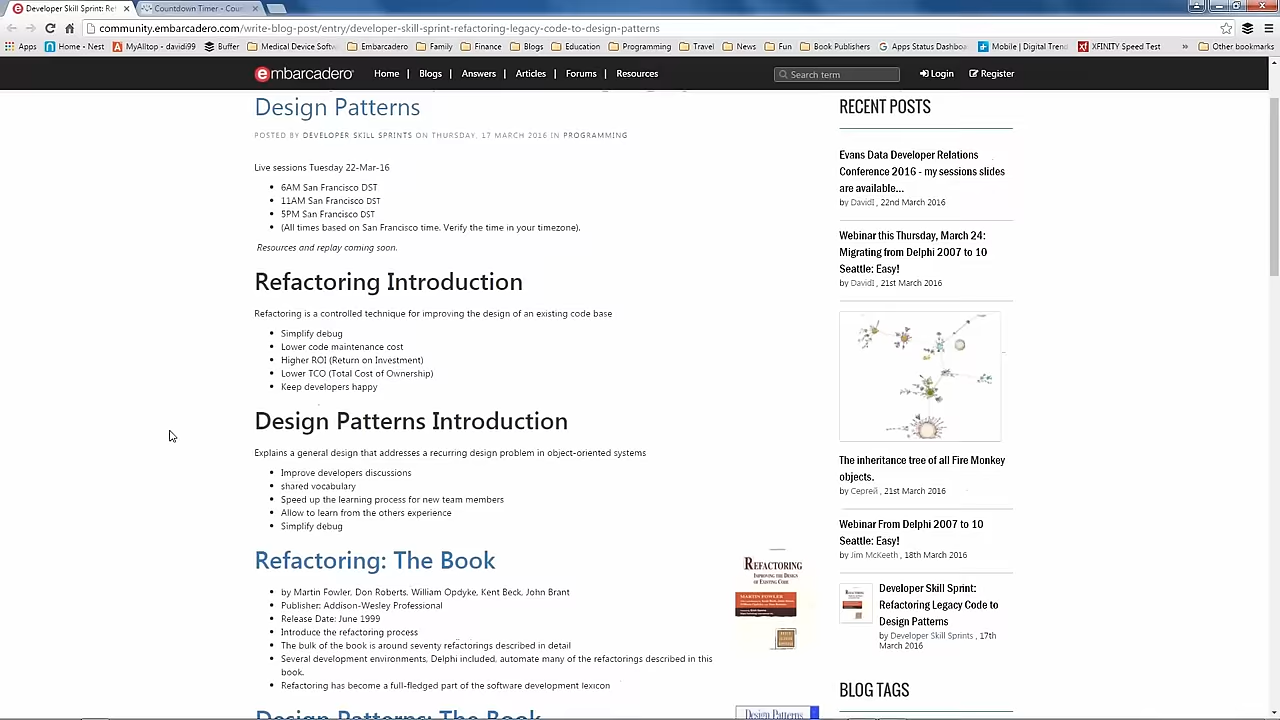 Developer Skill Sprint: Re
Countdown Timer - Coun
community.embarcadero.com/write-blog-post/entry/developer-skill-sprint-refactoring-legacy-code-to-design-patterns
Apps
Home - Nest
MyAlltop - davidi99
Buffer
Medical Device Softw
Embarcadero
Family
Finance
Blogs
Education
Programming
Travel
News
Fun
Book Publishers
Apps Status Dashboa
Mobile | Digital Trend
XFINITY Speed Test
»
Other bookmarks
embarcadero
Home | Blogs | Answers | Articles | Forums | Resources
Search term
Login
Register
Design Patterns
POSTED BY DEVELOPER SKILL SPRINTS ON THURSDAY, 17 MARCH 2016 IN PROGRAMMING
Live sessions Tuesday 22-Mar-16
• 6AM San Francisco DST
• 11AM San Francisco DST
• 5PM San Francisco DST
• (All times based on San Francisco time. Verify the time in your timezone).
Resources and replay coming soon.
Refactoring Introduction
Refactoring is a controlled technique for improving the design of an existing code base
• Simplify debug
• Lower code maintenance cost
• Higher ROI (Return on Investment)
• Lower TCO (Total Cost of Ownership)
• Keep developers happy
Design Patterns Introduction
Explains a general design that addresses a recurring design problem in object-oriented systems
• Improve developers discussions
• shared vocabulary
• Speed up the learning process for new team members
• Allow to learn from the others experience
• Simplify debug
Refactoring: The Book
• by Martin Fowler, Don Roberts, William Opdyke, Kent Beck, John Brant
• Publisher: Addison-Wesley Professional
• Release Date: June 1999
• Introduce the refactoring process
• The bulk of the book is around seventy refactorings described in detail
• Several development environments, Delphi included, automate many of the refactorings described in this
book.
• Refactoring has become a full-fledged part of the software development lexicon
REFACTORING
IMPROVING THE DESIGN
OF EXISTING CODE
MARTIN FOWLER
Design Patterns: The Book
Design Patterns
RECENT POSTS
Evans Data Developer Relations
Conference 2016 - my sessions slides
are available...
by DavidI , 22nd March 2016
Webinar this Thursday, March 24:
Migrating from Delphi 2007 to 10
Seattle: Easy!
by DavidI , 21st March 2016
The inheritance tree of all Fire Monkey
objects.
by Сергей , 21st March 2016
Webinar From Delphi 2007 to 10
Seattle: Easy!
by Jim McKeeth , 18th March 2016
Developer Skill Sprint:
Refactoring Legacy Code to
Design Patterns
by Developer Skill Sprints , 17th
March 2016
BLOG TAGS